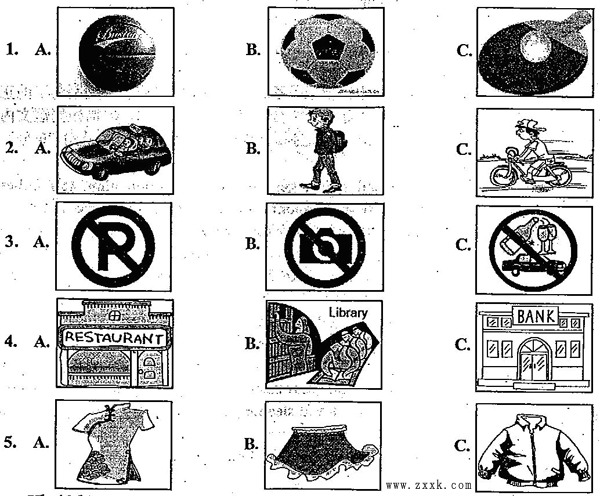 1. A. B. C.
2. A. B. C.
3. A. P B. C.
4. A. RESTAURANT B. Library C. BANK
5. A. B. C.
www.zxxk.com